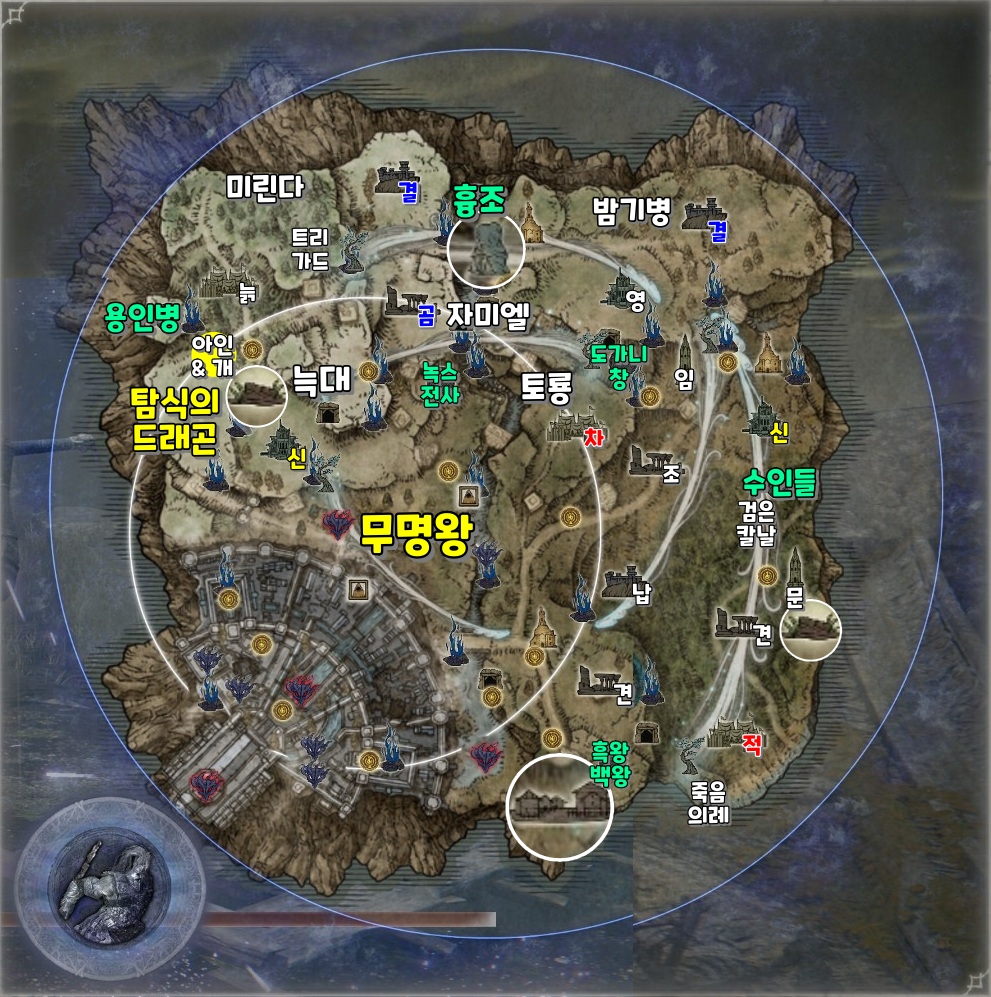 미린다
결
흉조
밤기병
결
트리
가드
늙
영
용인병
곰
자미엘
아인
& 개
늑대
녹스
전사
도가니
창
임
토룡
탐식의
드래곤
차
신
신
조
수인들
검은
칼날
무명왕
납
문
견
견
적
흑왕
백왕
죽음
의례